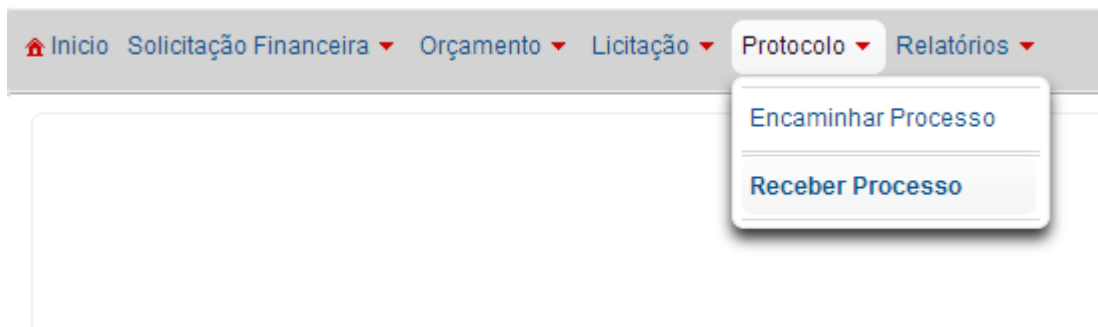 Inicio Solicitação Financeira Orçamento Licitação Protocolo Relatórios
Encaminhar Processo
Receber Processo